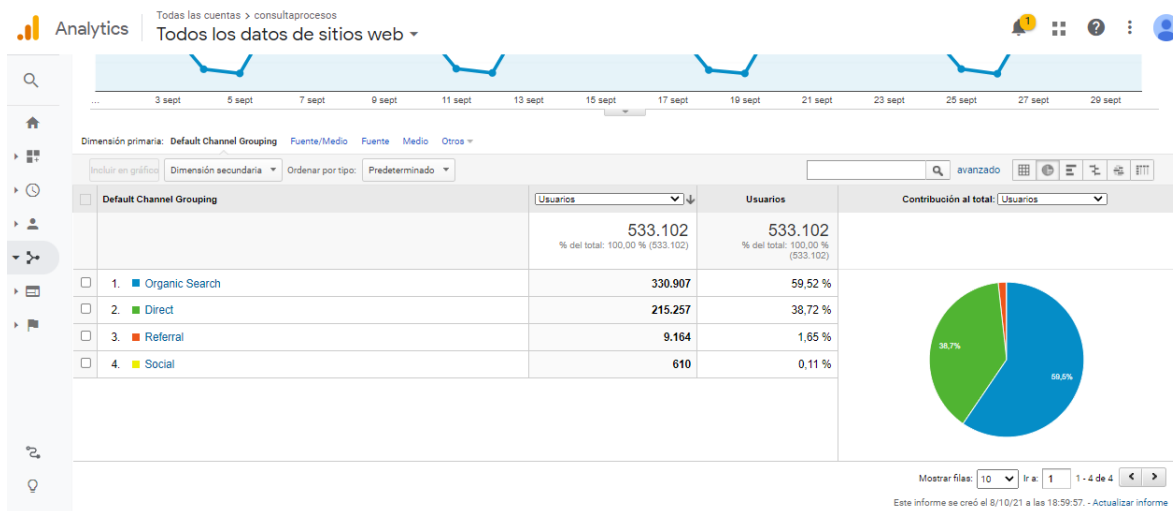 Todas las cuentas > consultaprocesos
Analytics
Todos los datos de sitios web
1
...
3 sept
5 sept
7 sept
9 sept
11 sept
13 sept
15 sept
17 sept
19 sept
21 sept
23 sept
25 sept
27 sept
29 sept
Dimensión primaria: Default Channel Grouping Fuente/Medio Fuente Medio Otros
Incluir en gráfico Dimensión secundaria Ordenar por tipo: Predeterminado avanzado
Default Channel Grouping Usuarios Usuarios Contribución al total: Usuarios
533.102 533.102
% del total: 100,00 % (533.102) % del total: 100,00 %
(533.102)
1. Organic Search 330.907 59,52 %
2. Direct 215.257 38,72 %
3. Referral 9.164 1,65 %
4. Social 610 0,11 %
38,7%
59,5%
Mostrar filas: 10 Ir a: 1 1 - 4 de 4
Este informe se creó el 8/10/21 a las 18:59:57. - Actualizar informe